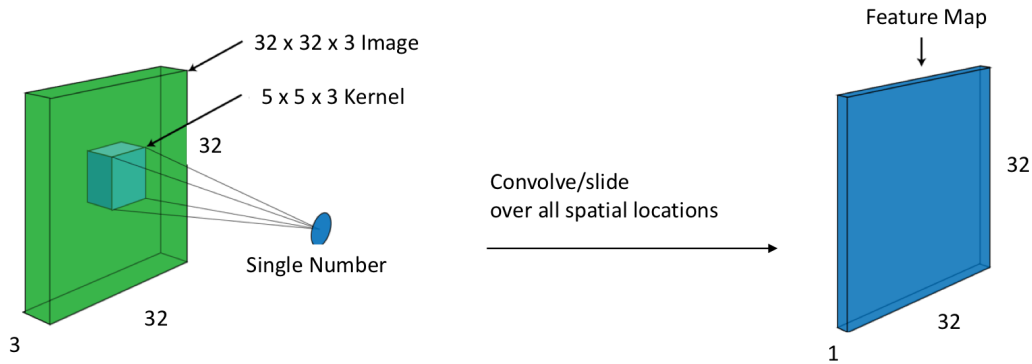 32 x 32 x 3 Image
5 x 5 x 3 Kernel
32
Single Number
32
3
Convolve/slide
over all spatial locations
Feature Map
32
32
1